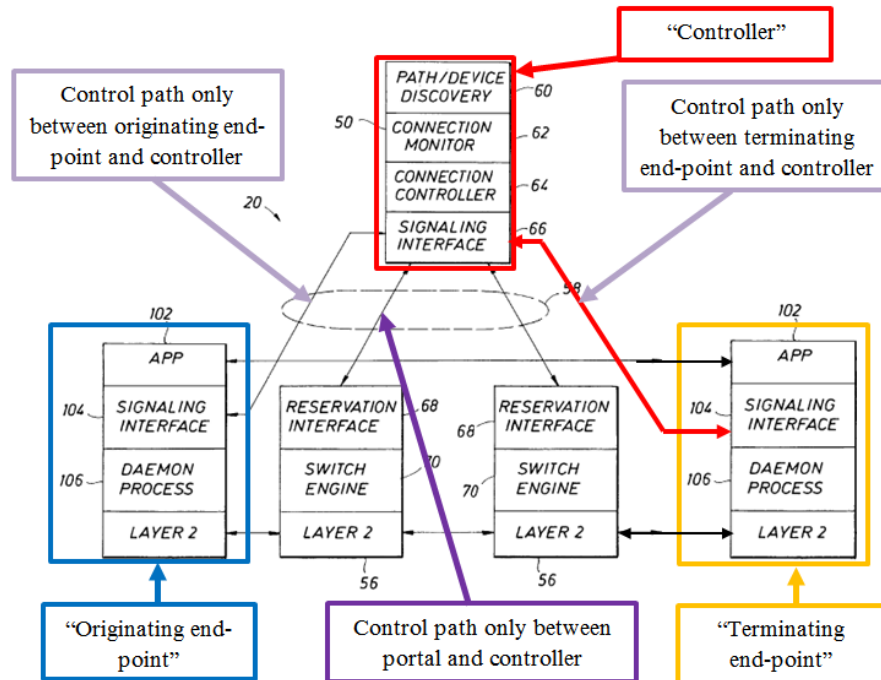 “Controller”
Control path only
between originating end-
point and controller
PATH/DEVICE
DISCOVERY
60
50
CONNECTION
MONITOR
62
CONNECTION
CONTROLLER
64
SIGNALING
INTERFACE
66
Control path only
between terminating
end-point and controller
20
58
102
APP
104
SIGNALING
INTERFACE
106
DAEMON
PROCESS
LAYER 2
RESERVATION
INTERFACE
68
SWITCH
ENGINE
70
LAYER 2
56
RESERVATION
INTERFACE
68
SWITCH
ENGINE
70
LAYER 2
56
102
APP
104
SIGNALING
INTERFACE
106
DAEMON
PROCESS
LAYER 2
“Originating end-
point”
Control path only between
portal and controller
“Terminating
end-point”